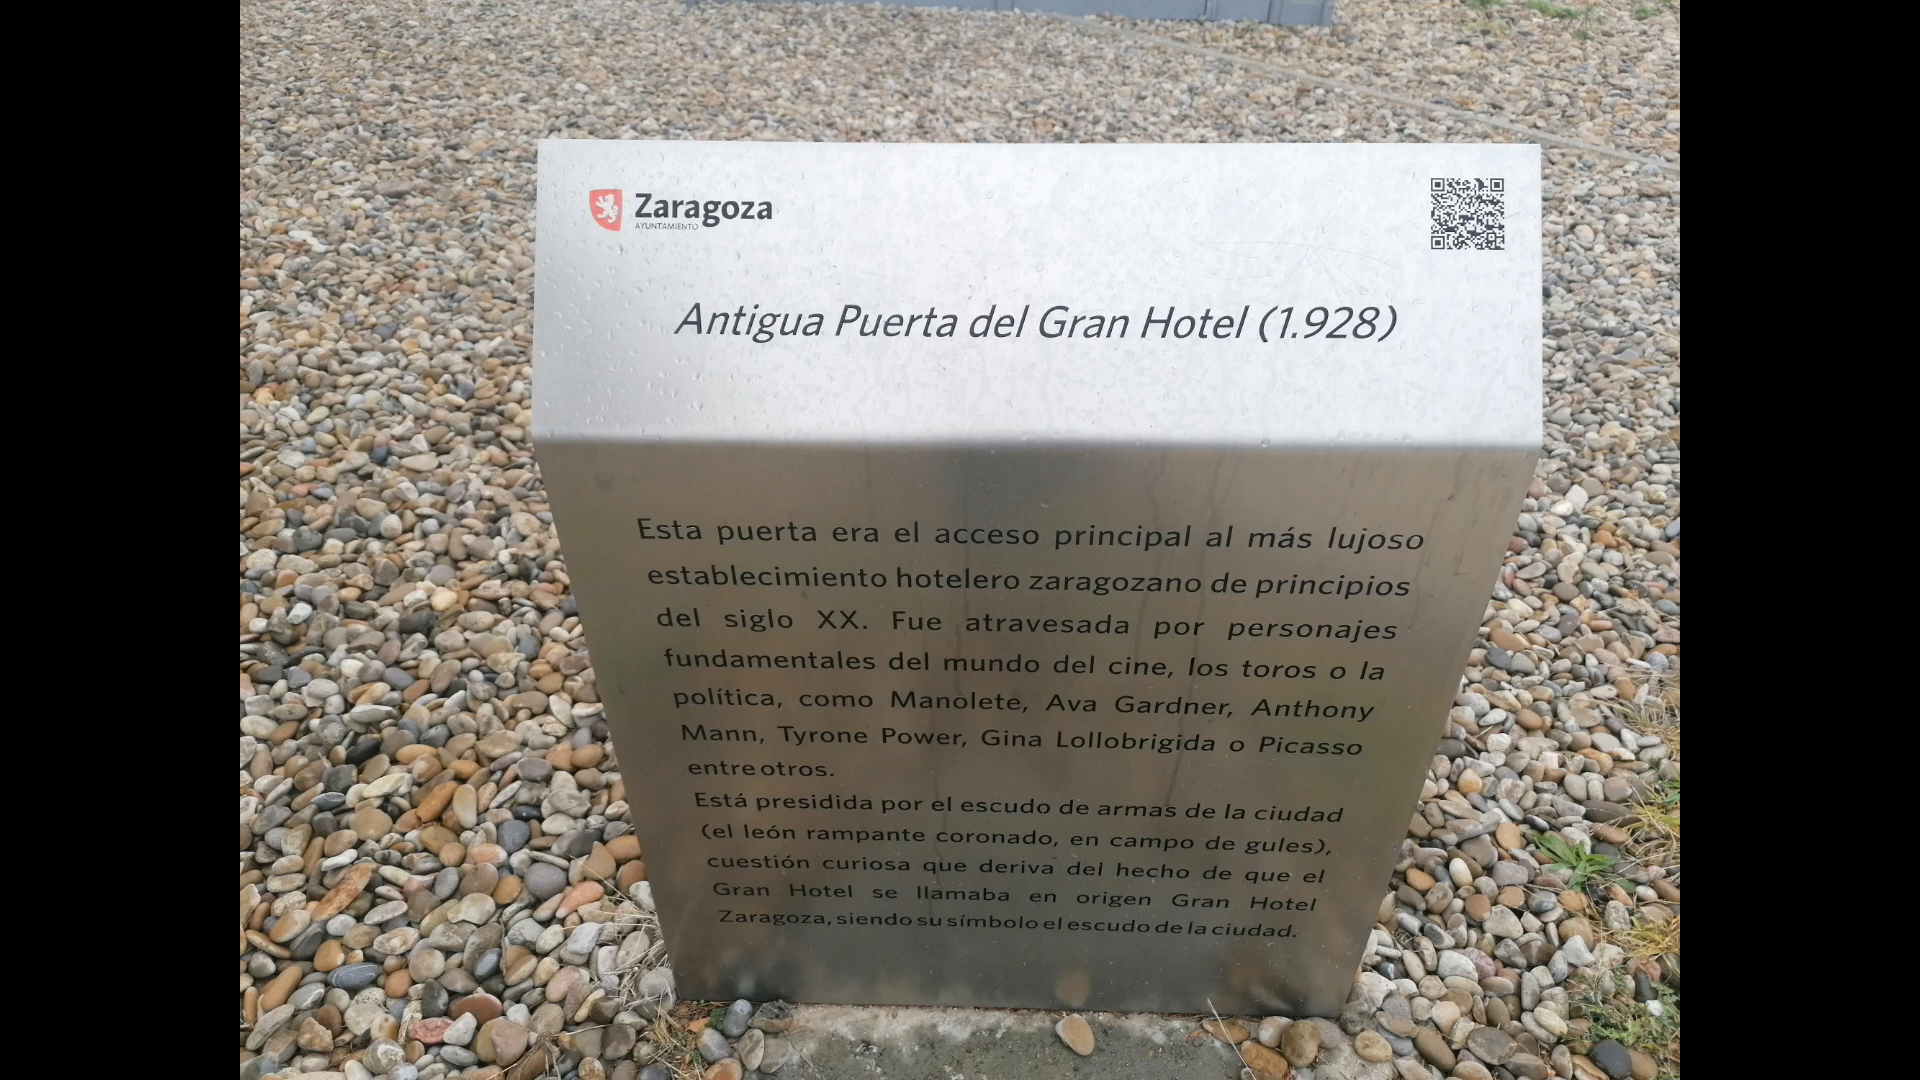 Zaragoza
AYUNTAMIENTO
Antigua Puerta del Gran Hotel (1.928)
Esta puerta era el acceso principal al más lujoso
establecimiento hotelero zaragozano de principios
del siglo XX. Fue atravesada por personajes
fundamentales del mundo del cine, los toros o la
política, como Manolete, Ava Gardner, Anthony
Mann, Tyrone Power, Gina Lollobrigida o Picasso
entre otros.
Está presidida por el escudo de armas de la ciudad
(el león rampante coronado, en campo de gules),
cuestión curiosa que deriva del hecho de que el
Gran Hotel se llamaba en origen Gran Hotel
Zaragoza, siendo su símbolo el escudo de la ciudad.